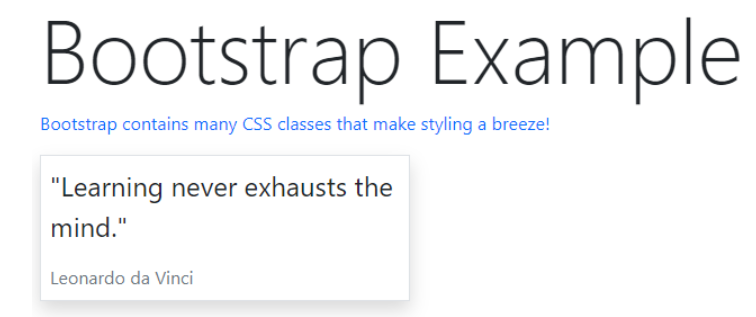 Bootstrap Example
Bootstrap contains many CSS classes that make styling a breeze!
"Learning never exhausts the
mind."
Leonardo da Vinci